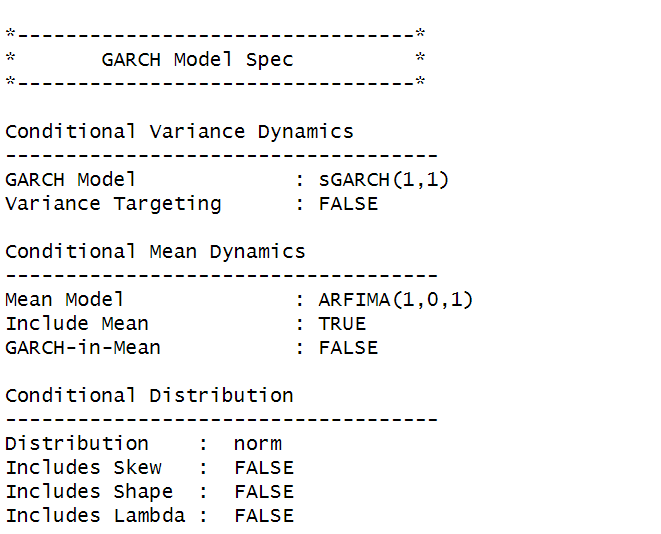 *---------------------------------*
*       GARCH Model Spec          *
*---------------------------------*
Conditional Variance Dynamics
------------------------------------
GARCH Model             : sGARCH(1,1)
Variance Targeting      : FALSE
Conditional Mean Dynamics
------------------------------------
Mean Model              : ARFIMA(1,0,1)
Include Mean            : TRUE
GARCH-in-Mean           : FALSE
Conditional Distribution
------------------------------------
Distribution    :  norm
Includes Skew   :  FALSE
Includes Shape  :  FALSE
Includes Lambda :  FALSE